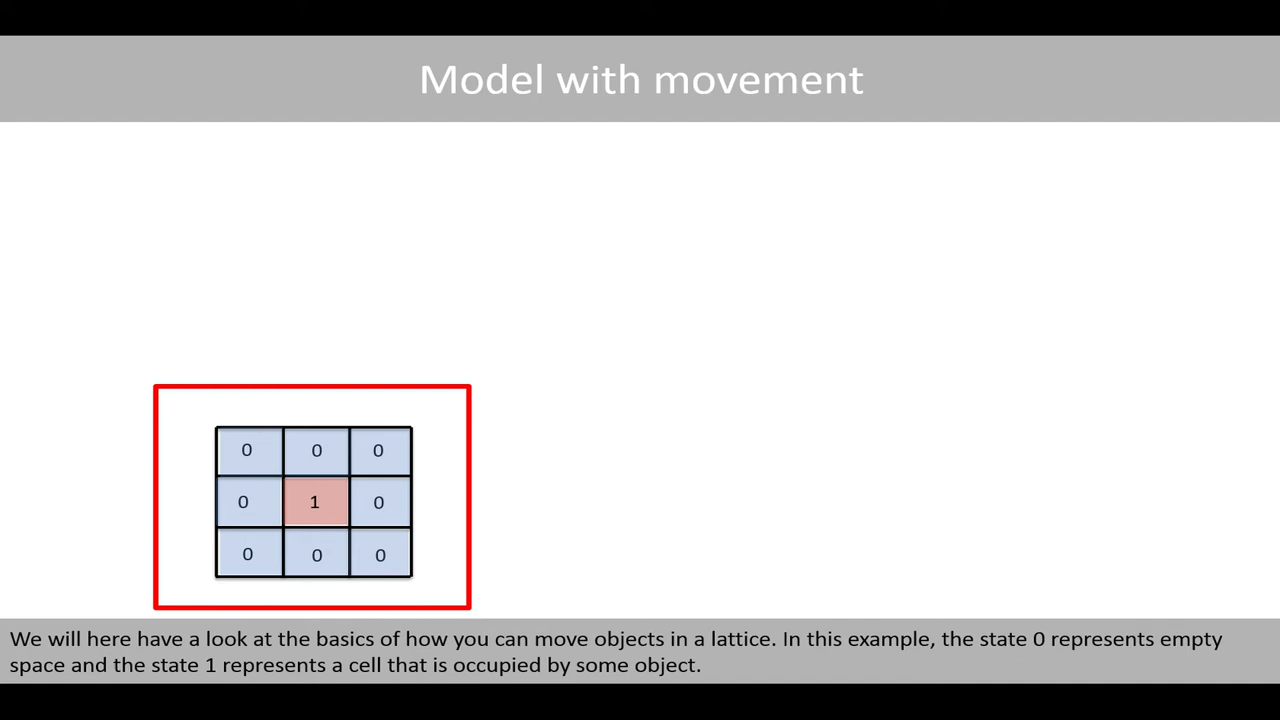 Model with movement
0 0 0
0 1 0
0 0 0
We will here have a look at the basics of how you can move objects in a lattice. In this example, the state 0 represents empty
space and the state 1 represents a cell that is occupied by some object.